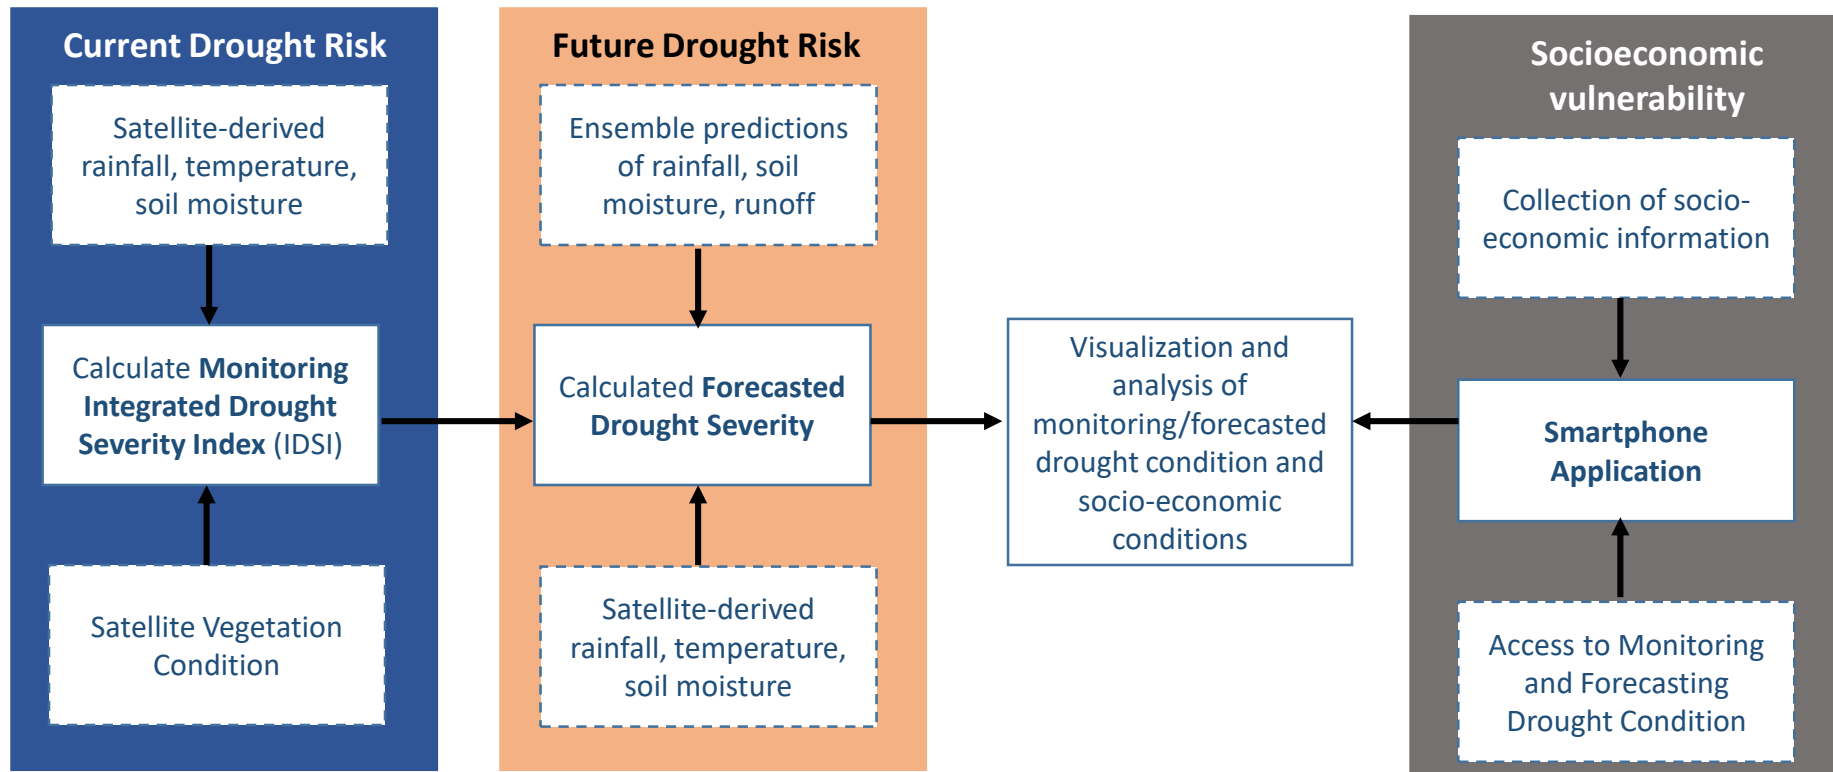 Current Drought Risk
Satellite-derived
rainfall, temperature,
soil moisture
Calculate Monitoring
Integrated Drought
Severity Index (IDSI)
Satellite Vegetation
Condition
Future Drought Risk
Ensemble predictions
of rainfall, soil
moisture, runoff
Calculated Forecasted
Drought Severity
Satellite-derived
rainfall, temperature,
soil moisture
Visualization and
analysis of
monitoring/forecasted
drought condition and
socio-economic
conditions
Socioeconomic
vulnerability
Collection of socio-
economic information
Smartphone
Application
Access to Monitoring
and Forecasting
Drought Condition